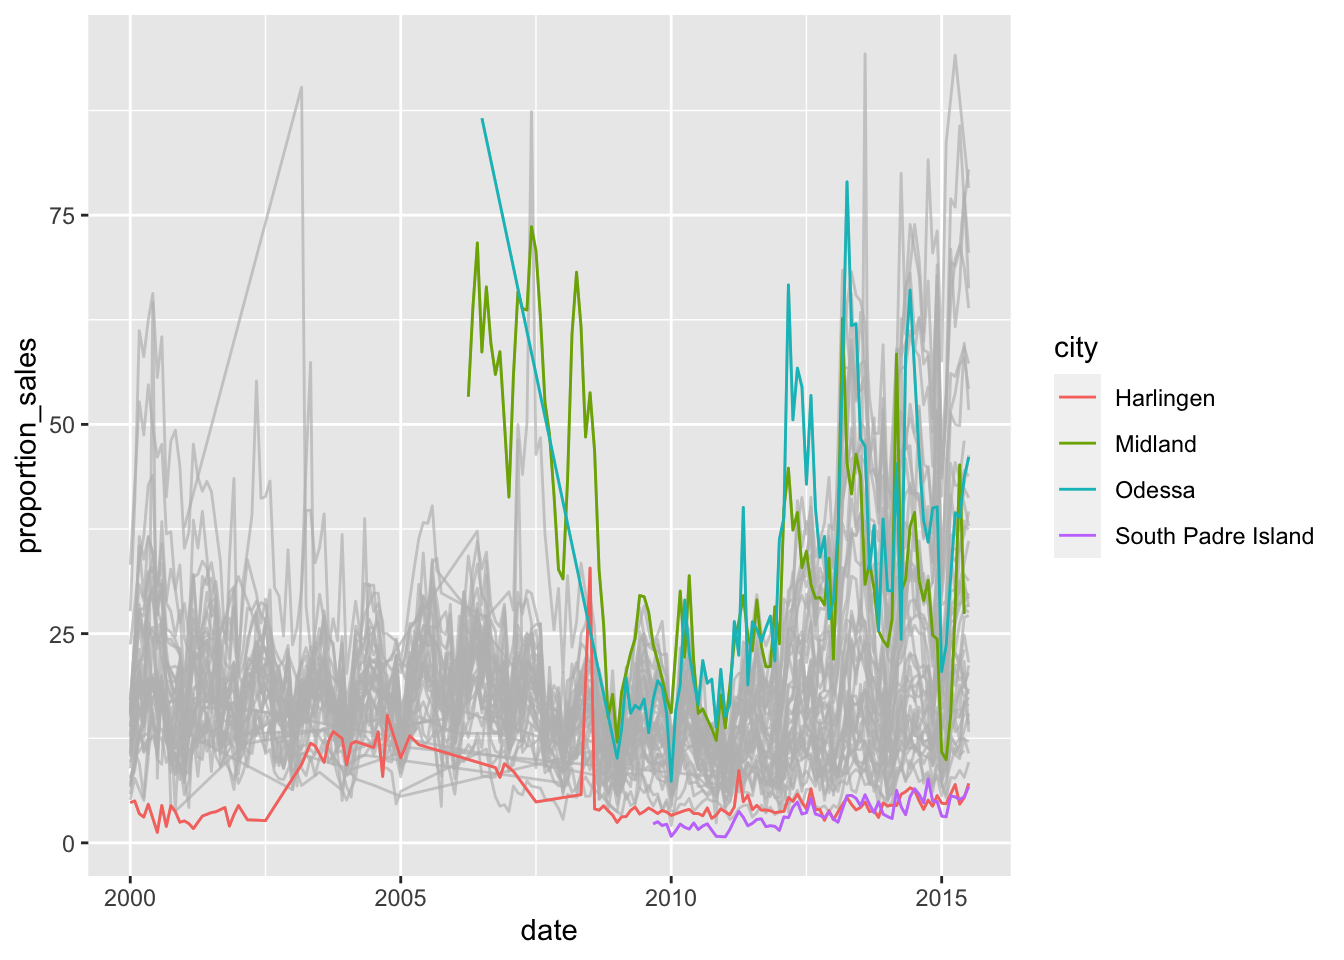 proportion_sales
75
50
25
0
2000
2005
2010
2015
date
city
Harlingen
Midland
Odessa
South Padre Island